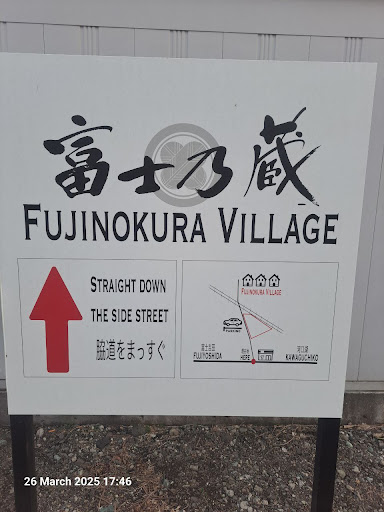 富士乃蔵
FUJINOKURA VILLAGE
STRAIGHT DOWN
THE SIDE STREET
脇道をまっすぐ
FUJINOKURA VILLAGE
富士吉田
FUJIYOSHIDA
HERE
河口湖
KAWAGUCHIKO
26 March 2025 17:46